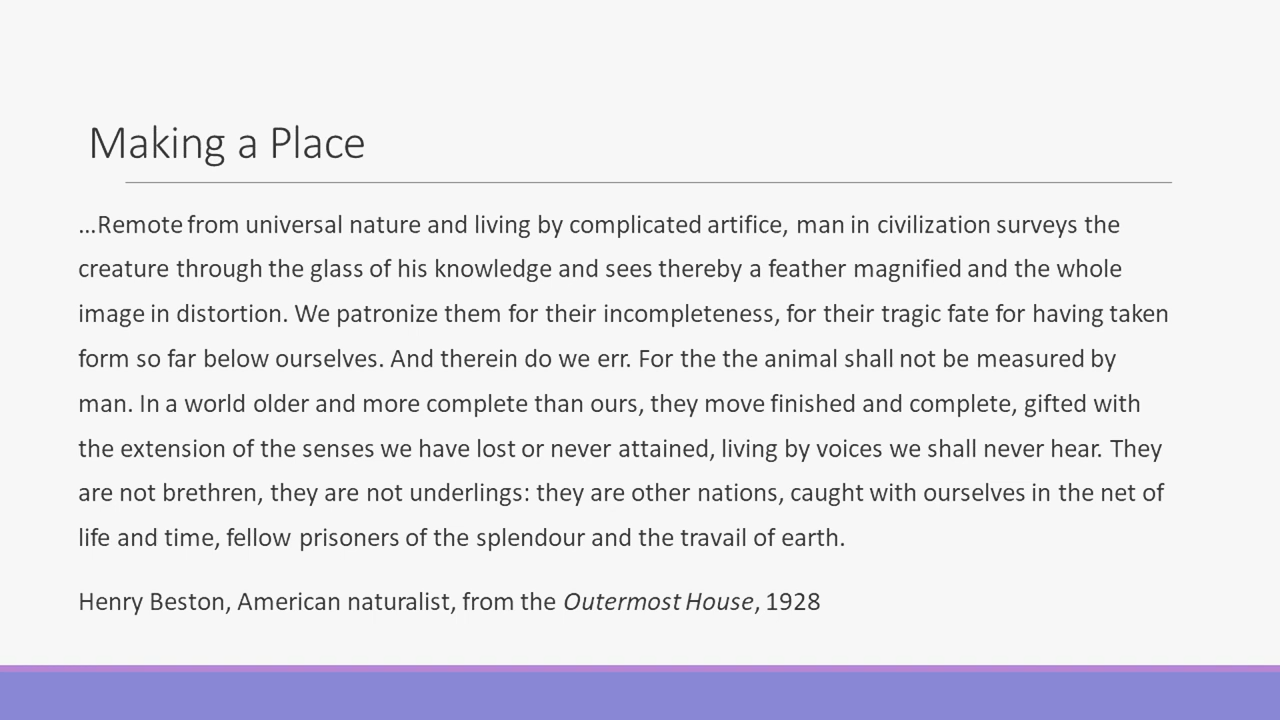 Making a Place
...Remote from universal nature and living by complicated artifice, man in civilization surveys the
creature through the glass of his knowledge and sees thereby a feather magnified and the whole
image in distortion. We patronize them for their incompleteness, for their tragic fate for having taken
form so far below ourselves. And therein do we err. For the the animal shall not be measured by
man. In a world older and more complete than ours, they move finished and complete, gifted with
the extension of the senses we have lost or never attained, living by voices we shall never hear. They
are not brethren, they are not underlings: they are other nations, caught with ourselves in the net of
life and time, fellow prisoners of the splendour and the travail of earth.
Henry Beston, American naturalist, from the Outermost House, 1928